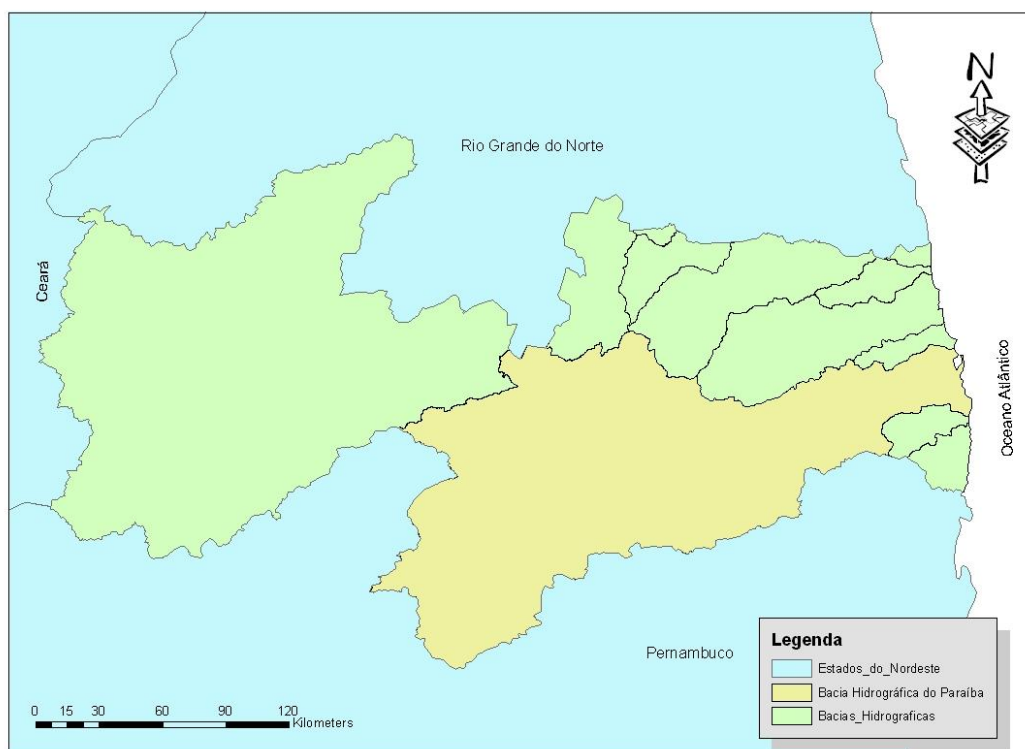 N
Rio Grande do Norte
Ceará
Oceano Atlântico
Pernambuco
Legenda
Estados_do_Nordeste
Bacia Hidrográfica do Paraíba
Bacias_Hidrograficas
0 15 30 60 90 120
Kilometers